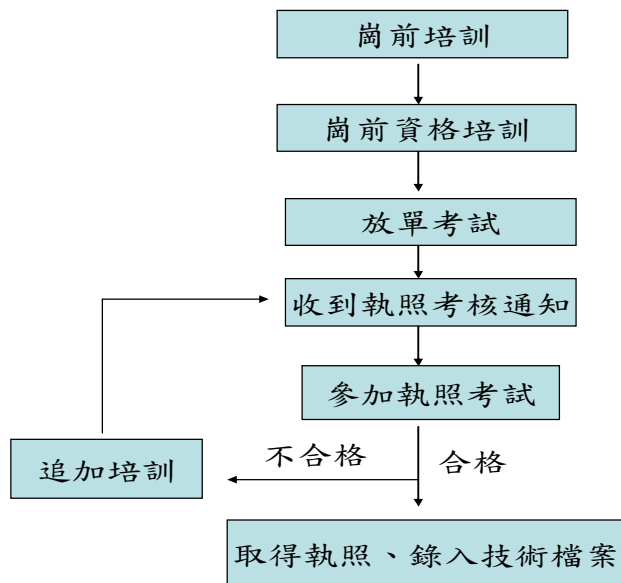 崗前培訓
崗前資格培訓
放單考試
收到執照考核通知
參加執照考試
不合格
合格
追加培訓
取得執照、錄入技術檔案